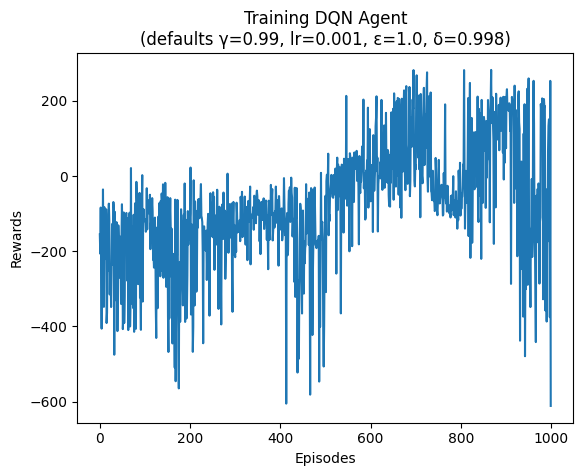 Training DQN Agent
(defaults γ=0.99, lr=0.001, ε=1.0, δ=0.998)
Rewards
200
0
−200
−400
−600
0 200 400 600 800 1000
Episodes